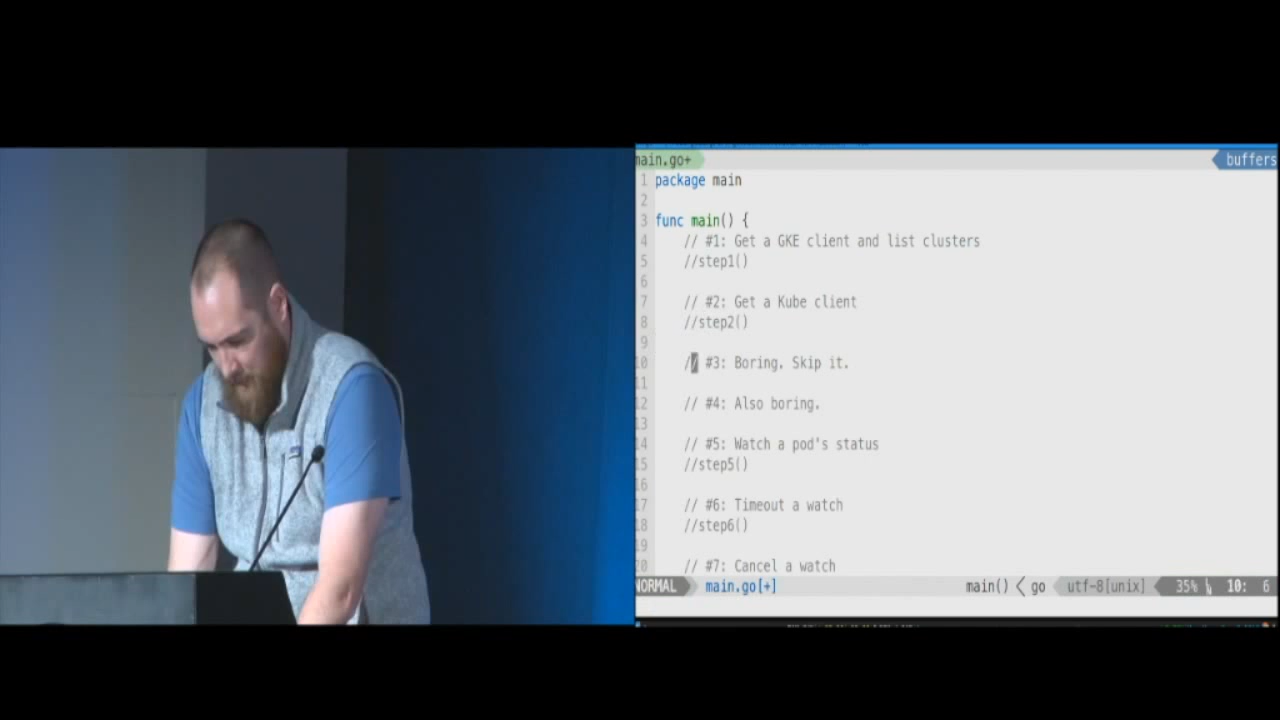 main.go+
buffers
1 package main
2
3 func main() {
4 // #1: Get a GKE client and list clusters
5 //step1()
6
7 // #2: Get a Kube client
8 //step2()
9
10 // #3: Boring. Skip it.
11
12 // #4: Also boring.
13
14 // #5: Watch a pod's status
15 //step5()
16
17 // #6: Timeout a watch
18 //step6()
19
20 // #7: Cancel a watch
NORMAL main.go[+] main() < go utf-8[unix] 35% 10: 6